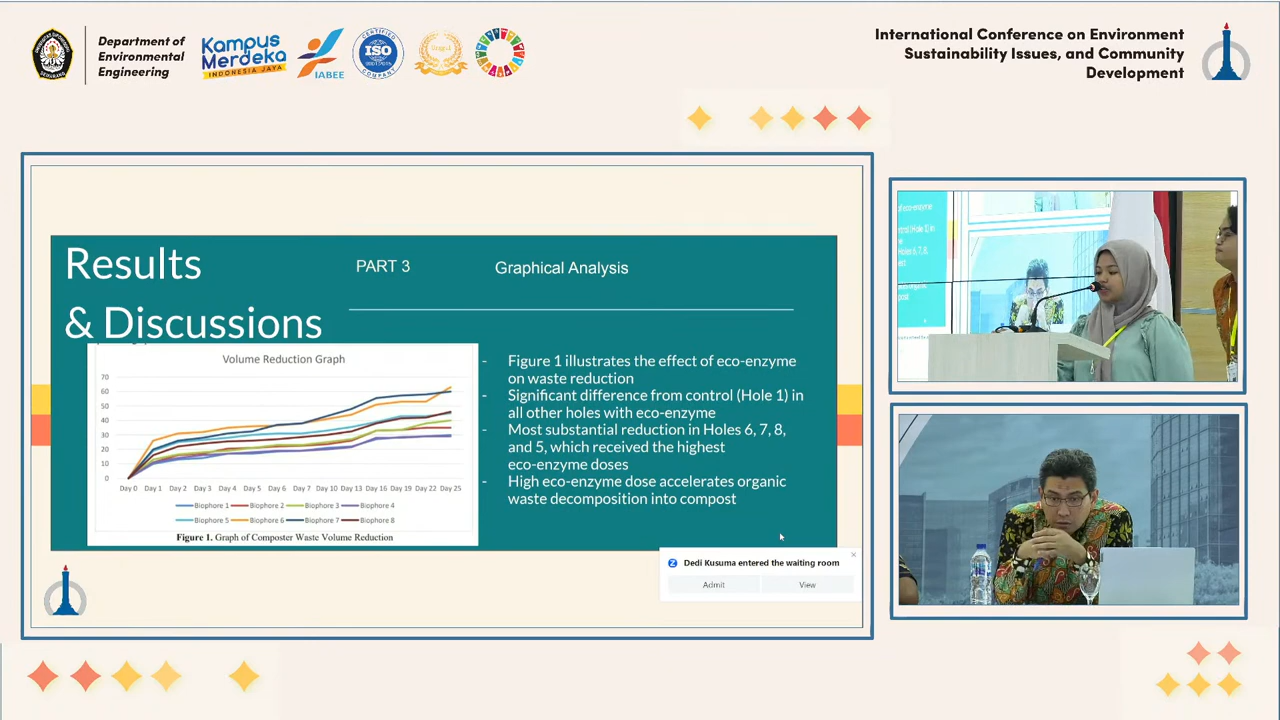 Department of
Environmental
Engineering
Kampus
Merdeka
INDONESIA JAYA
IABEE
CERTIFIED
ISO
9001:2015
COMPANY
Unggul
International Conference on Environment
Sustainability Issues, and Community
Development
Results
& Discussions
PART 3
Graphical Analysis
Volume Reduction Graph
70
60
50
40
30
20
10
0
Day 0 Day 1 Day 2 Day 3 Day 4 Day 5 Day 6 Day 7 Day 10 Day 13 Day 16 Day 19 Day 22 Day 25
Biophore 1 Biophore 2 Biophore 3 Biophore 4
Biophore 5 Biophore 6 Biophore 7 Biophore 8
Figure 1. Graph of Composter Waste Volume Reduction
- Figure 1 illustrates the effect of eco-enzyme
on waste reduction
- Significant difference from control (Hole 1) in
all other holes with eco-enzyme
- Most substantial reduction in Holes 6, 7, 8,
and 5, which received the highest
eco-enzyme doses
- High eco-enzyme dose accelerates organic
waste decomposition into compost
Dedi Kusuma entered the waiting room
Admit View